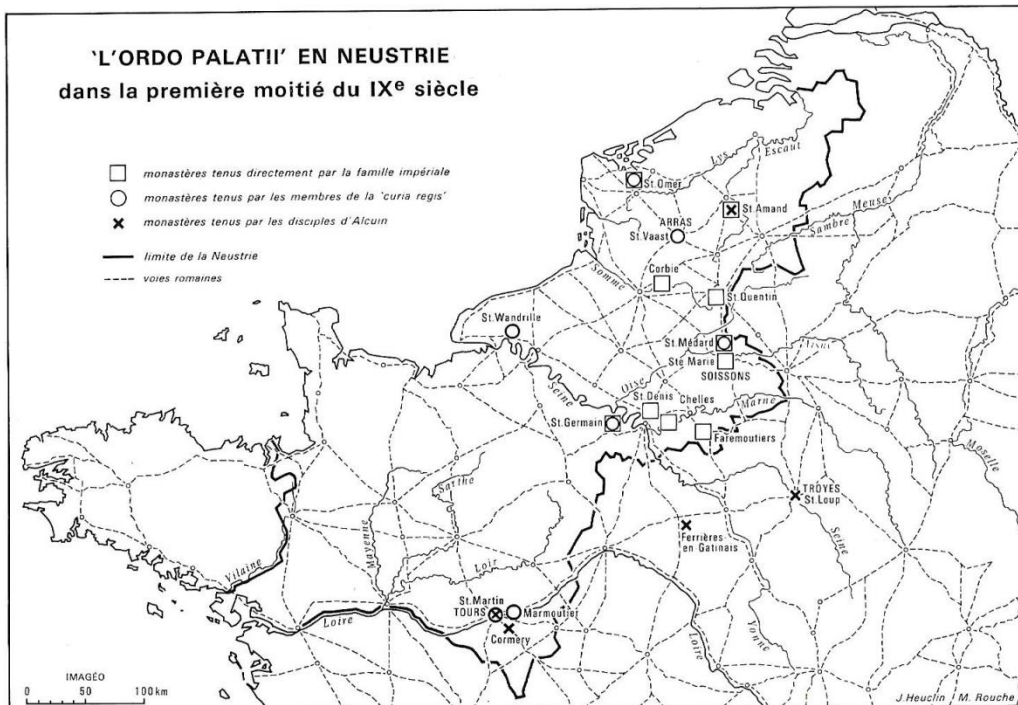 'L'ORDO PALATII' EN NEUSTRIE
dans la première moitié du IXe siècle
monastères tenus directement par la famille impériale
monastères tenus par les membres de la 'curia regis'
monastères tenus par les disciples d'Alcuin
limite de la Neustrie
voies romaines
Lys
Escaut
St.Omer
St.Amand
Meuse
ARRAS
St.Vaast
Sambre
Corbie
Somme
St.Quentin
St.Wandrille
St.Médard
Aisne
Ste Marie
SOISSONS
Oise
Seine
St.Denis
Chelles
Marne
St.Germain
Faremoutiers
Moselle
Sarthe
TROYES
St.Loup
Mayenne
Ferrières-
en-Gatinais
Seine
Loir
Vilaine
St.Martin
TOURS
Marmoutier
Loire
Cormery
Loire
Yonne
IMAGÉO
0 50 100 km
J.Heuclin / M. Rouche